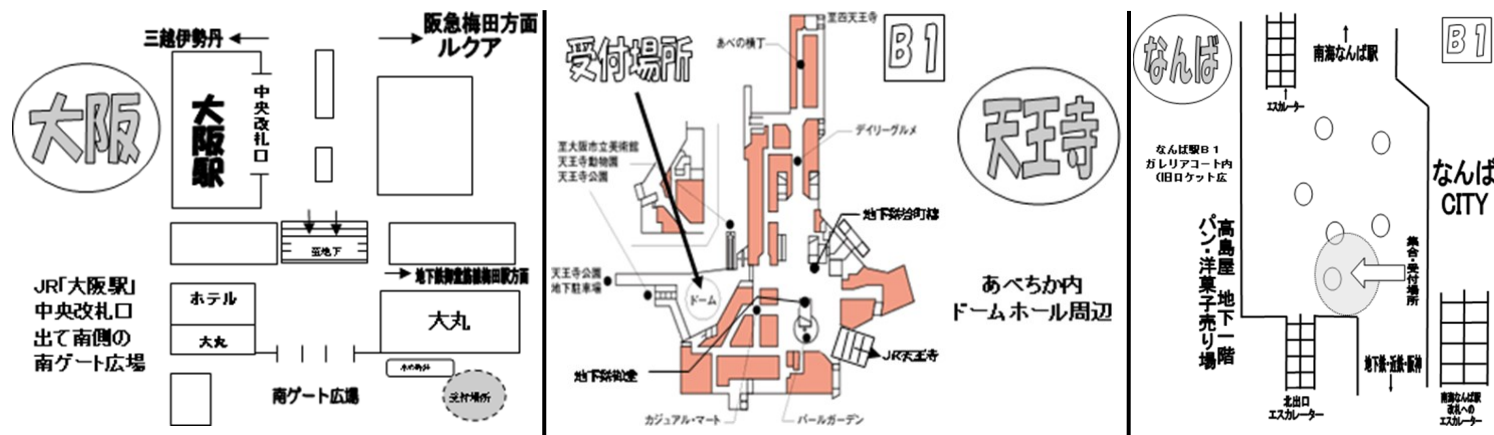 大阪
三越伊勢丹
阪急梅田方面
ルクア
大阪駅
中央改札口
至地下
地下鉄御堂筋線梅田駅方面
JR「大阪駅」
中央改札口
出て南側の
南ゲート広場
ホテル
大丸
大丸
南ゲート広場
水の時計
受付場所
受付場所
B1
天王寺
至四天王寺
あべの横丁
デイリーグルメ
至大阪市立美術館
天王寺動物園
天王寺公園
地下鉄谷町線
天王寺公園
地下駐車場
ドーム
あべちか内
ドームホール周辺
JR天王寺
地下鉄御堂
カジュアル・マート
パールガーデン
なんば
B1
南海なんば駅
エスカレーター
なんば駅B1
ガレリアコート内
(旧ロケット広
なんば
CITY
高島屋 地下一階
パン・洋菓子売り場
集合・受付場所
北出口
エスカレーター
地下鉄・近鉄・阪神
南海なんば駅
改札への
エスカレーター